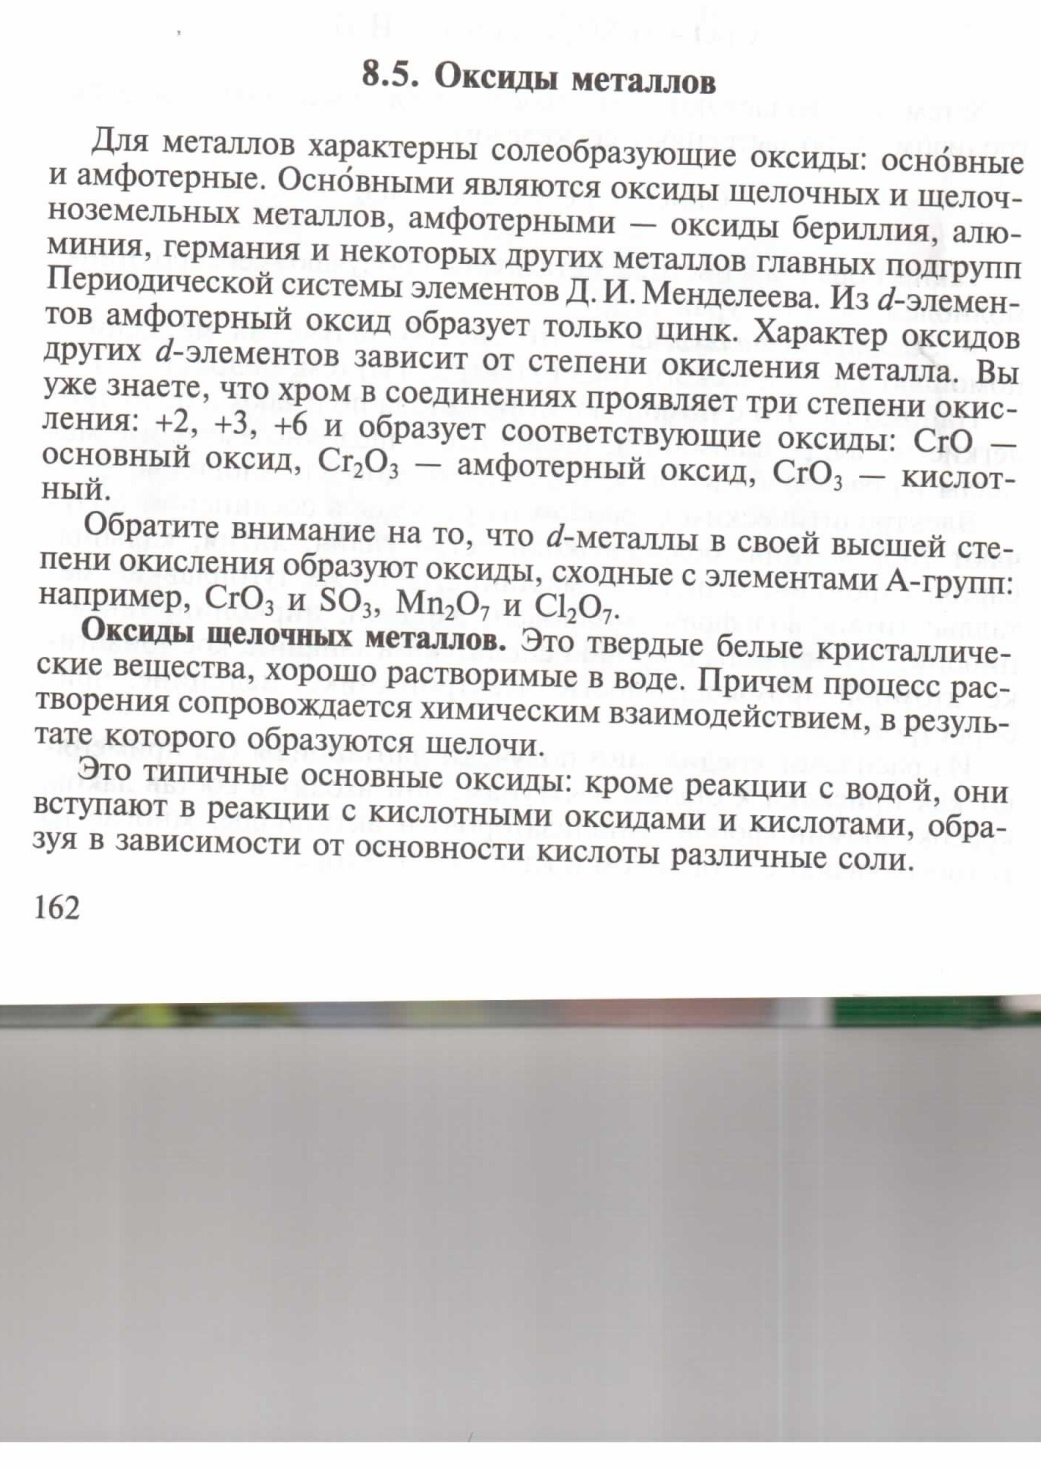 8.5. Оксиды металлов
Для металлов характерны солеобразующие оксиды: осно́вные
и амфотерные. Осно́вными являются оксиды щелочных и щелоч-
ноземельных металлов, амфотерными — оксиды бериллия, алю-
миния, германия и некоторых других металлов главных подгрупп
Периодической системы элементов Д. И. Менделеева. Из d-элемен-
тов амфотерный оксид образует только цинк. Характер оксидов
других d-элементов зависит от степени окисления металла. Вы
уже знаете, что хром в соединениях проявляет три степени окис-
ления: +2, +3, +6 и образует соответствующие оксиды: CrO —
основный оксид, Cr₂O₃ — амфотерный оксид, CrO₃ — кислот-
ный.
Обратите внимание на то, что d-металлы в своей высшей сте-
пени окисления образуют оксиды, сходные с элементами А-групп:
например, CrO₃ и SO₃, Mn₂O₇ и Cl₂O₇.
Оксиды щелочных металлов. Это твердые белые кристалличе-
ские вещества, хорошо растворимые в воде. Причем процесс рас-
творения сопровождается химическим взаимодействием, в резуль-
тате которого образуются щелочи.
Это типичные основные оксиды: кроме реакции с водой, они
вступают в реакции с кислотными оксидами и кислотами, обра-
зуя в зависимости от основности кислоты различные соли.
162